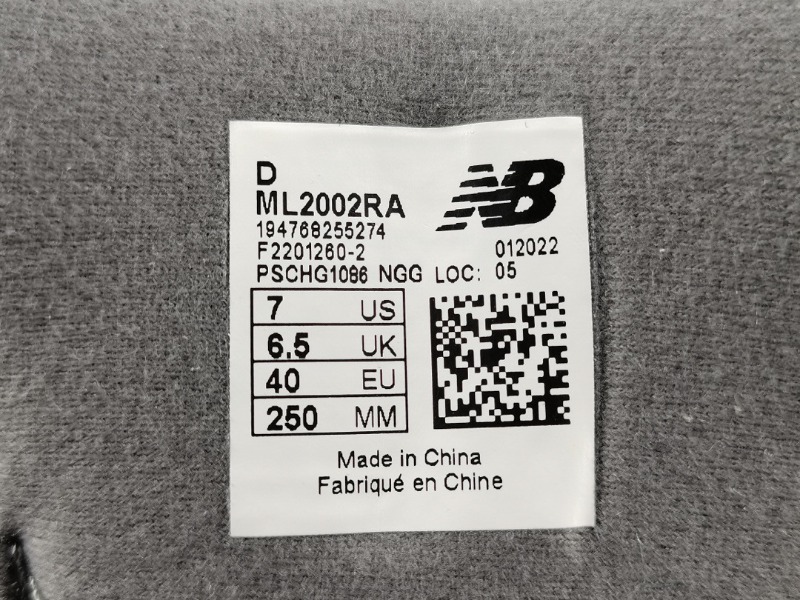 D
ML2002RA
NB
194768255274
F2201260-2 012022
PSCHG1086 NGG LOC: 05
7 US
6.5 UK
40 EU
250 MM
Made in China
Fabriqué en Chine